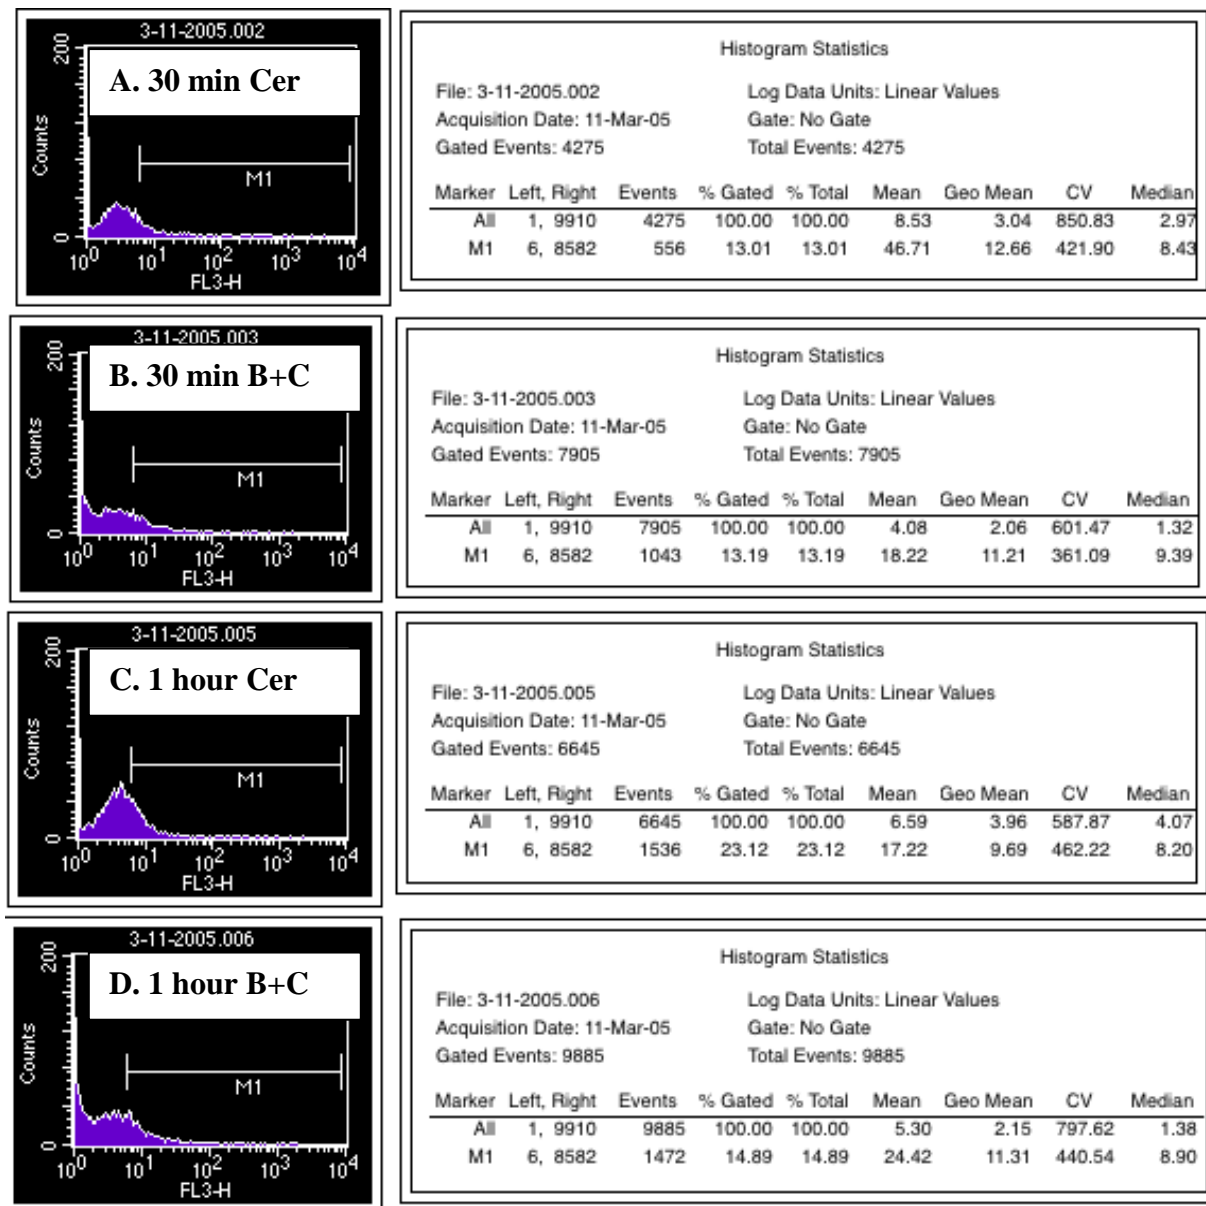 3-11-2005.002
A. 30 min Cer
200
Counts
0
M1
10^0 10^1 10^2 10^3 10^4
FL3-H
Histogram Statistics
File: 3-11-2005.002 Log Data Units: Linear Values
Acquisition Date: 11-Mar-05 Gate: No Gate
Gated Events: 4275 Total Events: 4275
Marker Left, Right Events % Gated % Total Mean Geo Mean CV Median
All 1, 9910 4275 100.00 100.00 8.53 3.04 850.83 2.97
M1 6, 8582 556 13.01 13.01 46.71 12.66 421.90 8.43
3-11-2005.003
B. 30 min B+C
200
Counts
0
M1
10^0 10^1 10^2 10^3 10^4
FL3-H
Histogram Statistics
File: 3-11-2005.003 Log Data Units: Linear Values
Acquisition Date: 11-Mar-05 Gate: No Gate
Gated Events: 7905 Total Events: 7905
Marker Left, Right Events % Gated % Total Mean Geo Mean CV Median
All 1, 9910 7905 100.00 100.00 4.08 2.06 601.47 1.32
M1 6, 8582 1043 13.19 13.19 18.22 11.21 361.09 9.39
3-11-2005.005
C. 1 hour Cer
200
Counts
0
M1
10^0 10^1 10^2 10^3 10^4
FL3-H
Histogram Statistics
File: 3-11-2005.005 Log Data Units: Linear Values
Acquisition Date: 11-Mar-05 Gate: No Gate
Gated Events: 6645 Total Events: 6645
Marker Left, Right Events % Gated % Total Mean Geo Mean CV Median
All 1, 9910 6645 100.00 100.00 6.59 3.96 587.87 4.07
M1 6, 8582 1536 23.12 23.12 17.22 9.69 462.22 8.20
3-11-2005.006
D. 1 hour B+C
200
Counts
0
M1
10^0 10^1 10^2 10^3 10^4
FL3-H
Histogram Statistics
File: 3-11-2005.006 Log Data Units: Linear Values
Acquisition Date: 11-Mar-05 Gate: No Gate
Gated Events: 9885 Total Events: 9885
Marker Left, Right Events % Gated % Total Mean Geo Mean CV Median
All 1, 9910 9885 100.00 100.00 5.30 2.15 797.62 1.38
M1 6, 8582 1472 14.89 14.89 24.42 11.31 440.54 8.90